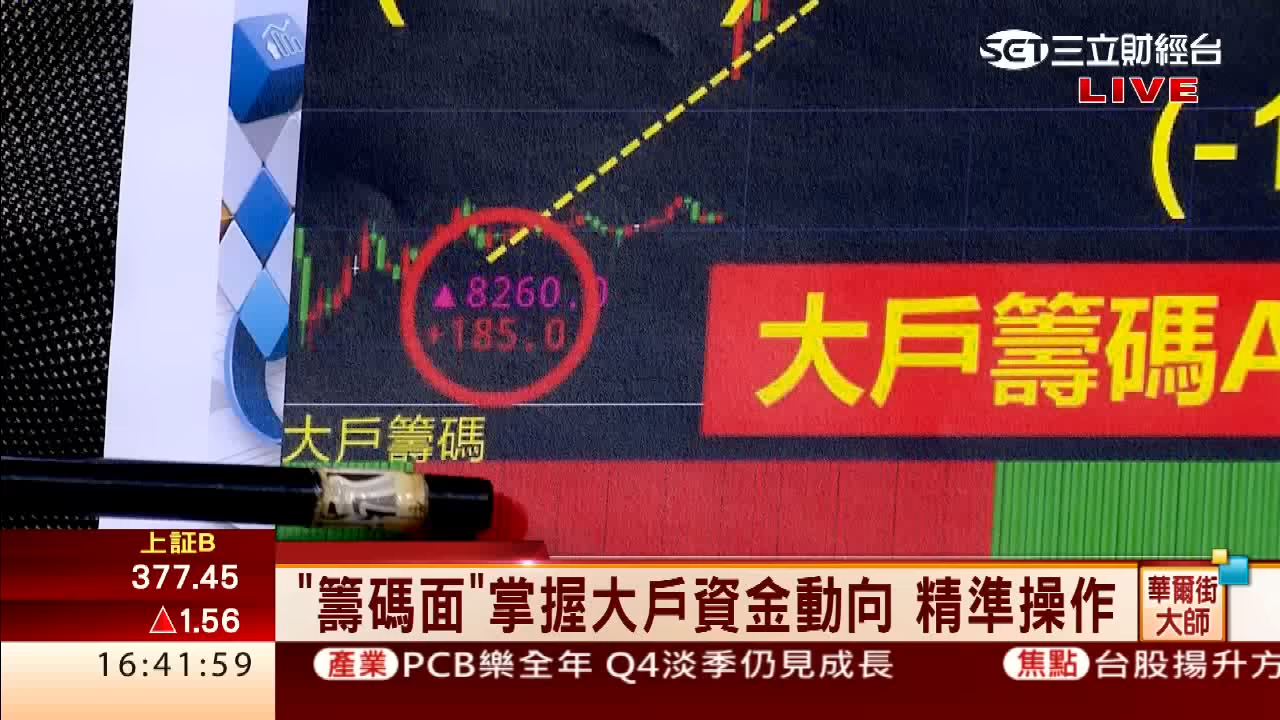 SET三立財經台
LIVE
(-1
▲8260.0
+185.0
大戶籌碼
大戶籌碼
上証B
377.45
△1.56
16:41:59
"籌碼面"掌握大戶資金動向 精準操作
華爾街
大師
產業 PCB樂全年 Q4淡季仍見成長
焦點 台股揚升方